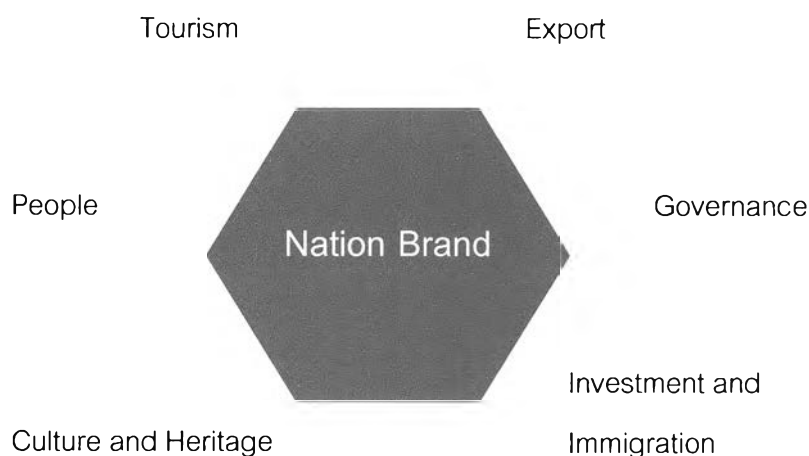 Tourism
Export
People
Governance
Nation Brand
Investment and
Immigration
Culture and Heritage